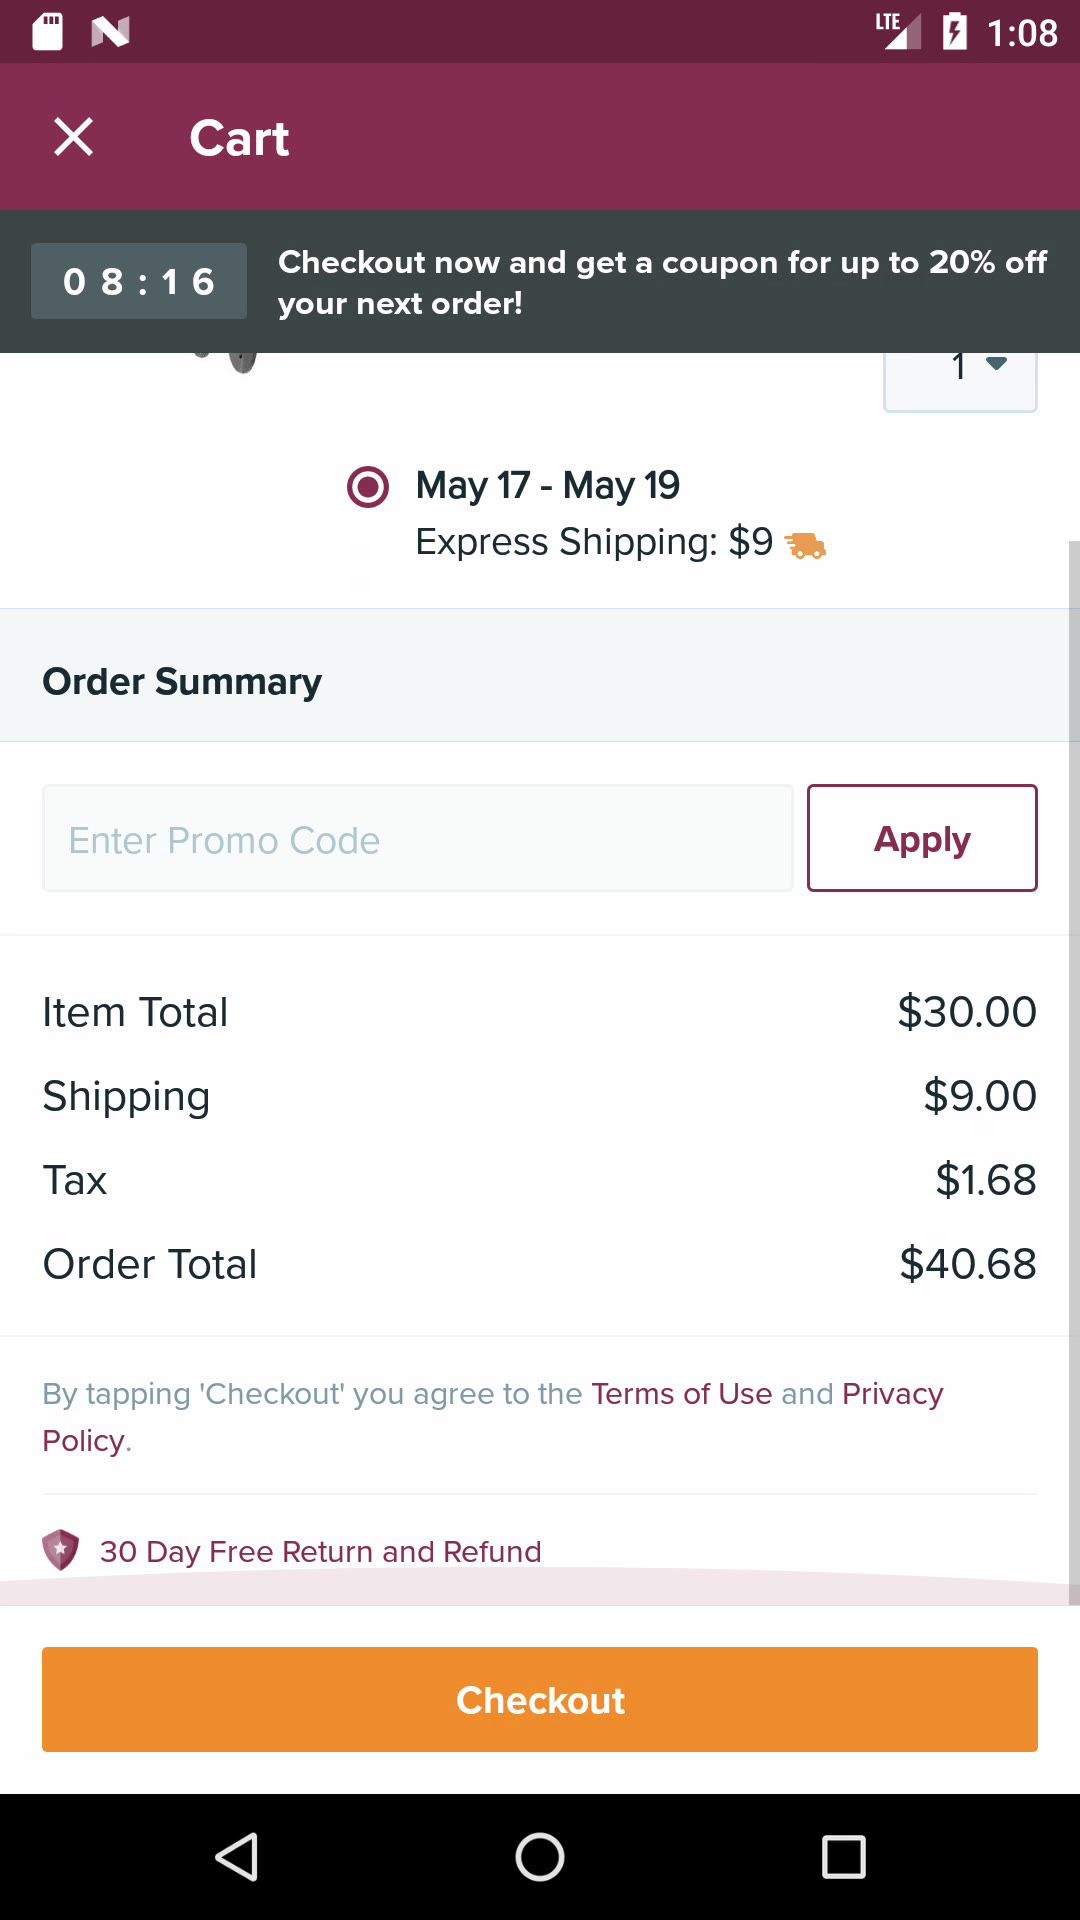 LTE 1:08
Cart
08:16
Checkout now and get a coupon for up to 20% off
your next order!
1
May 17 - May 19
Express Shipping: $9
Order Summary
Enter Promo Code
Apply
Item Total $30.00
Shipping $9.00
Tax $1.68
Order Total $40.68
By tapping 'Checkout' you agree to the Terms of Use and Privacy
Policy.
30 Day Free Return and Refund
Checkout